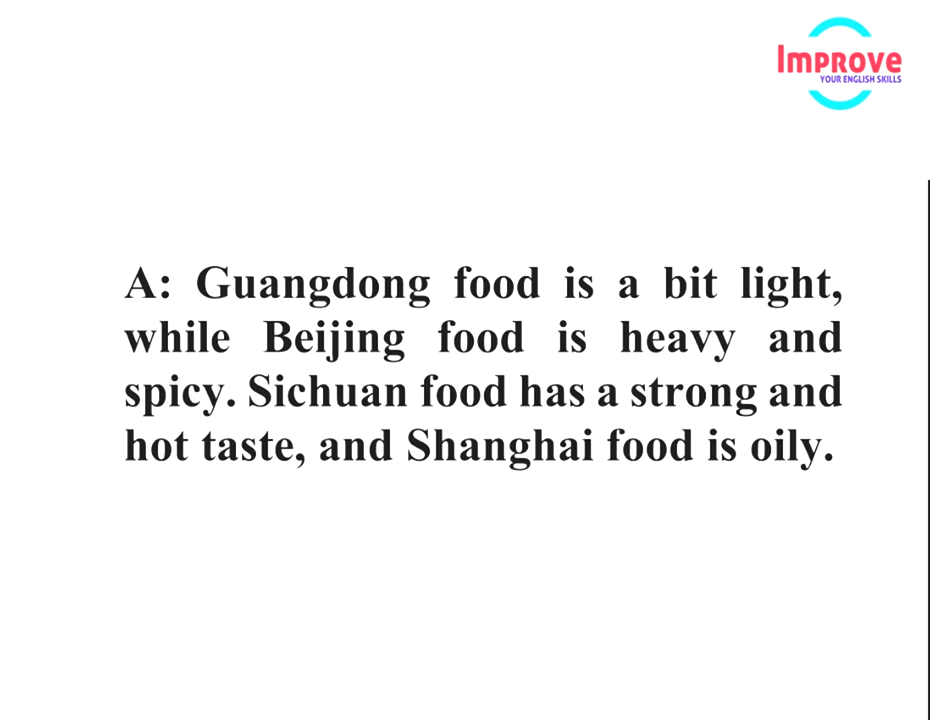 Improve
YOUR ENGLISH SKILLS
A: Guangdong food is a bit light,
while Beijing food is heavy and
spicy. Sichuan food has a strong and
hot taste, and Shanghai food is oily.